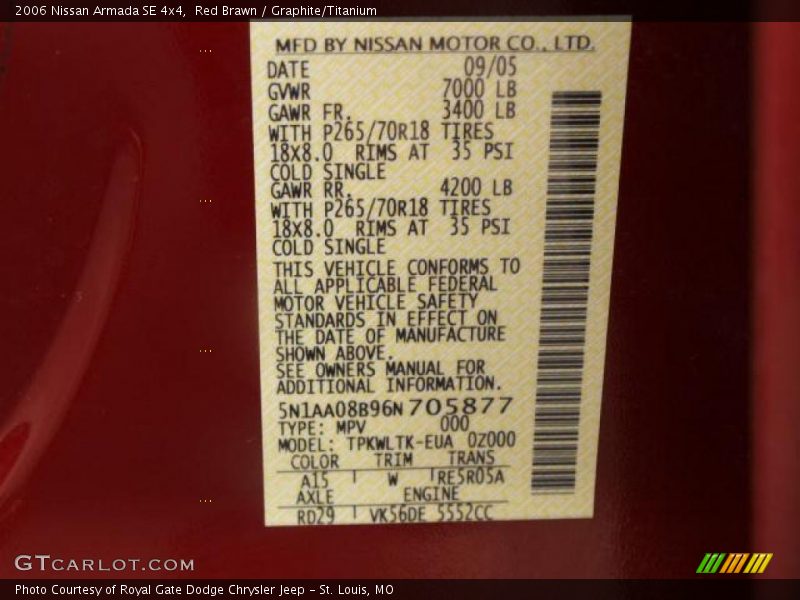 2006 Nissan Armada SE 4x4,  Red Brawn / Graphite/Titanium
MFD BY NISSAN MOTOR CO., LTD.
DATE 09/05
GVWR 7000 LB
GAWR FR. 3400 LB
WITH P265/70R18 TIRES
18X8.0 RIMS AT 35 PSI
COLD SINGLE
GAWR RR. 4200 LB
WITH P265/70R18 TIRES
18X8.0 RIMS AT 35 PSI
COLD SINGLE
THIS VEHICLE CONFORMS TO
ALL APPLICABLE FEDERAL
MOTOR VEHICLE SAFETY
STANDARDS IN EFFECT ON
THE DATE OF MANUFACTURE
SHOWN ABOVE.
SEE OWNERS MANUAL FOR
ADDITIONAL INFORMATION.
5N1AA08B96N705877
TYPE: MPV 000
MODEL: TPKWLTK-EUA 0Z000
COLOR TRIM TRANS
A15 W RE5R05A
AXLE ENGINE
RD29 VK56DE 5552CC
GTCARLOT.COM
Photo Courtesy of Royal Gate Dodge Chrysler Jeep - St. Louis, MO